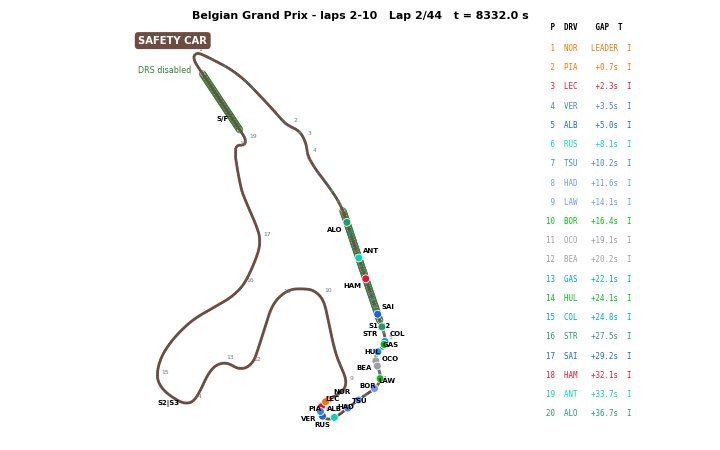 Belgian Grand Prix - laps 2-10   Lap 2/44   t = 8332.0 s
SAFETY CAR
DRS disabled
S/F
19
2
3
4
17
16
10
13
12
15
9
S2|S3
ALO
ANT
HAM
SAI
STR
COL
GAS
HUL
OCO
BEA
LAW
BOR
NOR
LEC
TSU
PIA
ALB
HAD
VER
RUS
P DRV GAP T
1 NOR LEADER I
2 PIA +0.7s I
3 LEC +2.3s I
4 VER +3.5s I
5 ALB +5.0s I
6 RUS +8.1s I
7 TSU +10.2s I
8 HAD +11.6s I
9 LAW +14.1s I
10 BOR +16.4s I
11 OCO +19.1s I
12 BEA +20.2s I
13 GAS +22.1s I
14 HUL +24.1s I
15 COL +24.8s I
16 STR +27.5s I
17 SAI +29.2s I
18 HAM +32.1s I
19 ANT +33.7s I
20 ALO +36.7s I